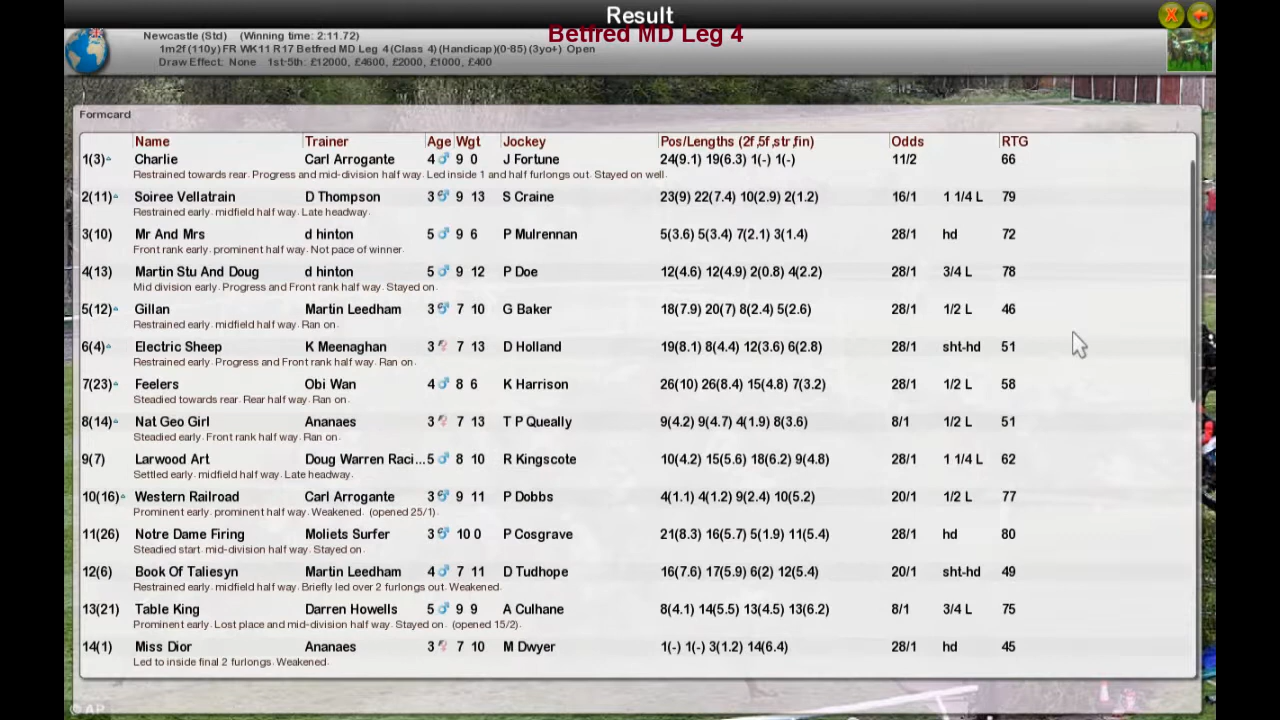 Result
Betfred MD Leg 4
Newcastle (Std) (Winning time: 2:11.72)
1m2f (110y) FR WK11 R17 Betfred MD Leg 4 (Class 4) (Handicap) (0-85) (3yo+) Open
Draw Effect: None 1st-5th: £12000, £4600, £2000, £1000, £400
Formcard
Name Trainer Age Wgt Jockey Pos/Lengths (2f,5f,str,fin) Odds RTG
1(3) Charlie Carl Arrogante 4 9 0 J Fortune 24(9.1) 19(6.3) 1(-) 1(-) 11/2 66
Restrained towards rear. Progress and mid-division half way. Led inside 1 and half furlongs out. Stayed on well.
2(11) Soiree Vellatrain D Thompson 3 9 13 S Craine 23(9) 22(7.4) 10(2.9) 2(1.2) 16/1 1 1/4 L 79
Restrained early. midfield half way. Late headway.
3(10) Mr And Mrs d hinton 5 9 6 P Mulrennan 5(3.6) 5(3.4) 7(2.1) 3(1.4) 28/1 hd 72
Front rank early. prominent half way. Not pace of winner.
4(13) Martin Stu And Doug d hinton 5 9 12 P Doe 12(4.6) 12(4.9) 2(0.8) 4(2.2) 28/1 3/4 L 78
Mid division early. Progress and Front rank half way. Stayed on.
5(12) Gillan Martin Leedham 3 7 10 G Baker 18(7.9) 20(7) 8(2.4) 5(2.6) 28/1 1/2 L 46
Restrained early. midfield half way. Ran on.
6(4) Electric Sheep K Meenaghan 3 7 13 D Holland 19(8.1) 8(4.4) 12(3.6) 6(2.8) 28/1 sht-hd 51
Restrained early. Progress and Front rank half way. Ran on.
7(23) Feelers Obi Wan 4 8 6 K Harrison 26(10) 26(8.4) 15(4.8) 7(3.2) 28/1 1/2 L 58
Steadied towards rear. Rear half way. Ran on.
8(14) Nat Geo Girl Ananaes 3 7 13 T P Queally 9(4.2) 9(4.7) 4(1.9) 8(3.6) 8/1 1/2 L 51
Steadied early. Front rank half way. Ran on.
9(7) Larwood Art Doug Warren Raci... 5 8 10 R Kingscote 10(4.2) 15(5.6) 18(6.2) 9(4.8) 28/1 1 1/4 L 62
Settled early. midfield half way. Late headway.
10(16) Western Railroad Carl Arrogante 3 9 11 P Dobbs 4(1.1) 4(1.2) 9(2.4) 10(5.2) 20/1 1/2 L 77
Prominent early. prominent half way. Weakened. (opened 25/1).
11(26) Notre Dame Firing Moliets Surfer 3 10 0 P Cosgrave 21(8.3) 16(5.7) 5(1.9) 11(5.4) 28/1 hd 80
Steadied start. mid-division half way. Stayed on.
12(6) Book Of Taliesyn Martin Leedham 4 7 11 D Tudhope 16(7.6) 17(5.9) 6(2) 12(5.4) 20/1 sht-hd 49
Restrained early. midfield half way. Briefly led over 2 furlongs out. Weakened.
13(21) Table King Darren Howells 5 9 9 A Culhane 8(4.1) 14(5.5) 13(4.5) 13(6.2) 8/1 3/4 L 75
Prominent early. Lost place and mid-division half way. Stayed on. (opened 15/2).
14(1) Miss Dior Ananaes 3 7 10 M Dwyer 1(-) 1(-) 3(1.2) 14(6.4) 28/1 hd 45
Led to inside final 2 furlongs. Weakened.
© AP